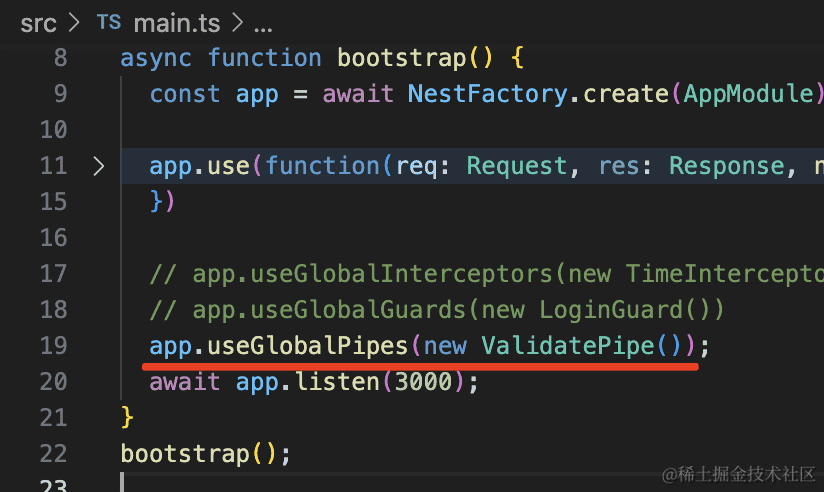 src > TS main.ts > ...
8 async function bootstrap() {
9 const app = await NestFactory.create(AppModule)
10
11 > app.use(function(req: Request, res: Response, n
15 })
16
17 // app.useGlobalInterceptors(new TimeIntercepto
18 // app.useGlobalGuards(new LoginGuard())
19 app.useGlobalPipes(new ValidatePipe());
20 await app.listen(3000);
21 }
22 bootstrap();
23
@稀土掘金技术社区